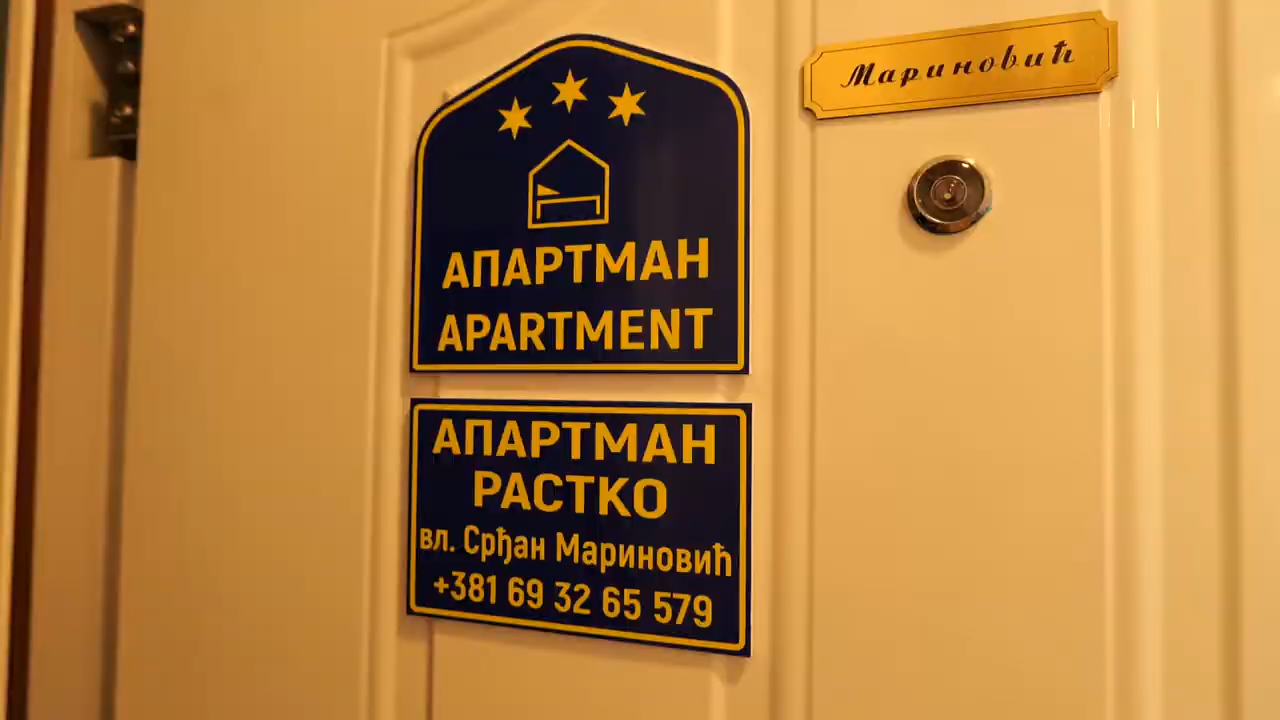 АПАРТМАН
APARTMENT
АПАРТМАН
РАСТКО
вл. Срђан Мариновић
+381 69 32 65 579
Мариновић